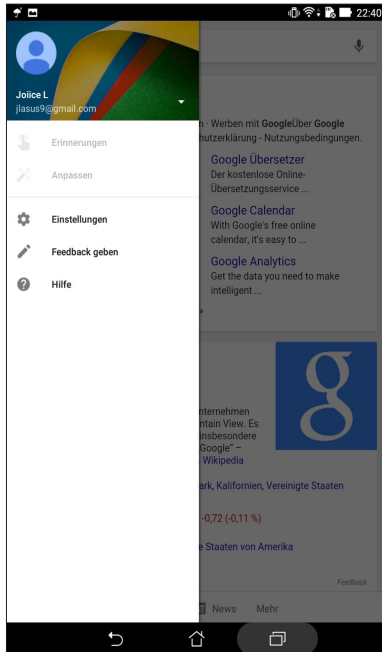 22:40
Joiice L
jlasus9@gmail.com
Erinnerungen
Anpassen
Einstellungen
Feedback geben
Hilfe
· Werben mit GoogleÜber Google
hutzerklärung - Nutzungsbedingungen.
Google Übersetzer
Der kostenlose Online-
Übersetzungsservice ...
Google Calendar
With Google's free online
calendar, it's easy to ...
Google Analytics
Get the data you need to make
intelligent ...
nternehmen
ntain View. Es
insbesondere
Google“ –
Wikipedia
ark, Kalifornien, Vereinigte Staaten
-0,72 (-0,11 %)
e Staaten von Amerika
Feedback
News Mehr